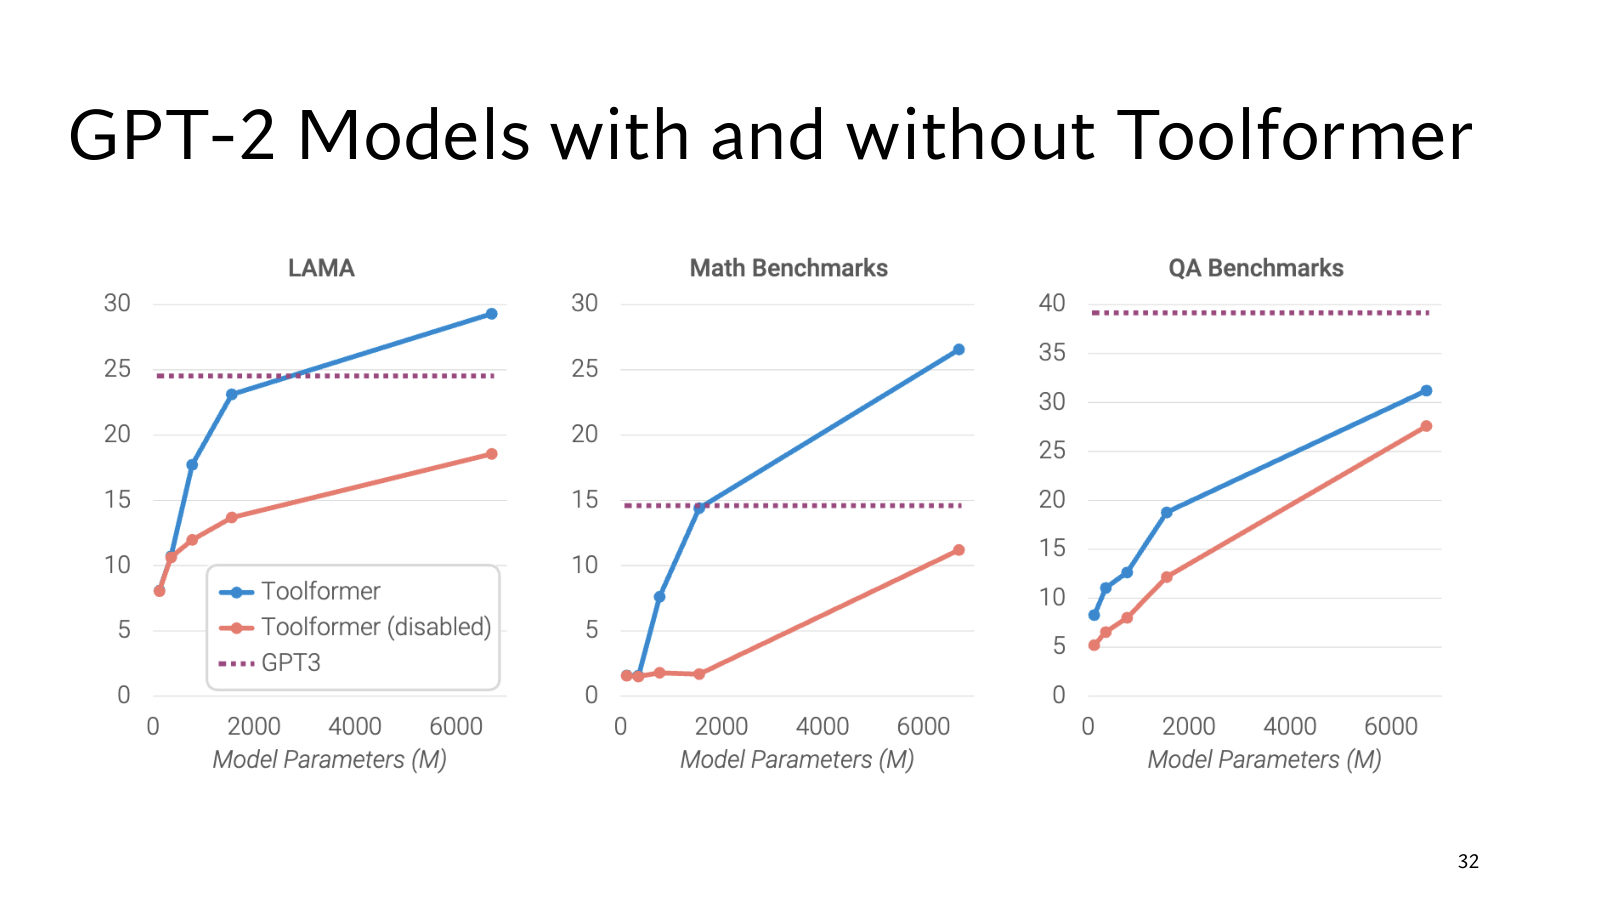 GPT-2 Models with and without Toolformer
LAMA
30
25
20
15
10
5
0
0 2000 4000 6000
Model Parameters (M)
Toolformer
Toolformer (disabled)
GPT3
Math Benchmarks
30
25
20
15
10
5
0
0 2000 4000 6000
Model Parameters (M)
QA Benchmarks
40
35
30
25
20
15
10
5
0
0 2000 4000 6000
Model Parameters (M)
32